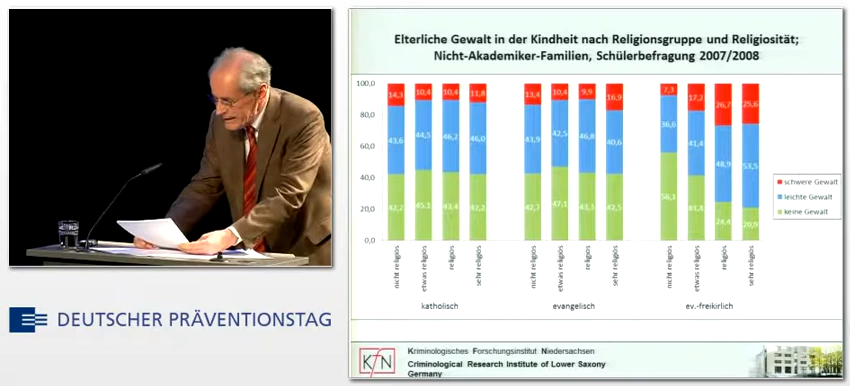 Elterliche Gewalt in der Kindheit nach Religionsgruppe und Religiosität;
Nicht-Akademiker-Familien, Schülerbefragung 2007/2008
100,0
80,0
60,0
40,0
20,0
0,0
14,3 10,4 10,4 11,8 13,4 10,4 9,9 16,9 7,3 17,2 26,7 25,6
43,6 44,5 46,2 46,0 43,9 42,5 46,8 40,6 36,6 41,4 48,9 53,5
42,2 45,1 43,4 42,2 42,7 47,1 43,3 42,5 56,1 24,4 20,9
schwere Gewalt
leichte Gewalt
keine Gewalt
nicht religiös etwas religiös religiös sehr religiös nicht religiös etwas religiös religiös sehr religiös nicht religiös etwas religiös religiös sehr religiös
katholisch evangelisch ev.-freikirlich
DEUTSCHER PRÄVENTIONSTAG
KFN
Kriminologisches Forschungsinstitut Niedersachsen
Criminological Research Institute of Lower Saxony
Germany